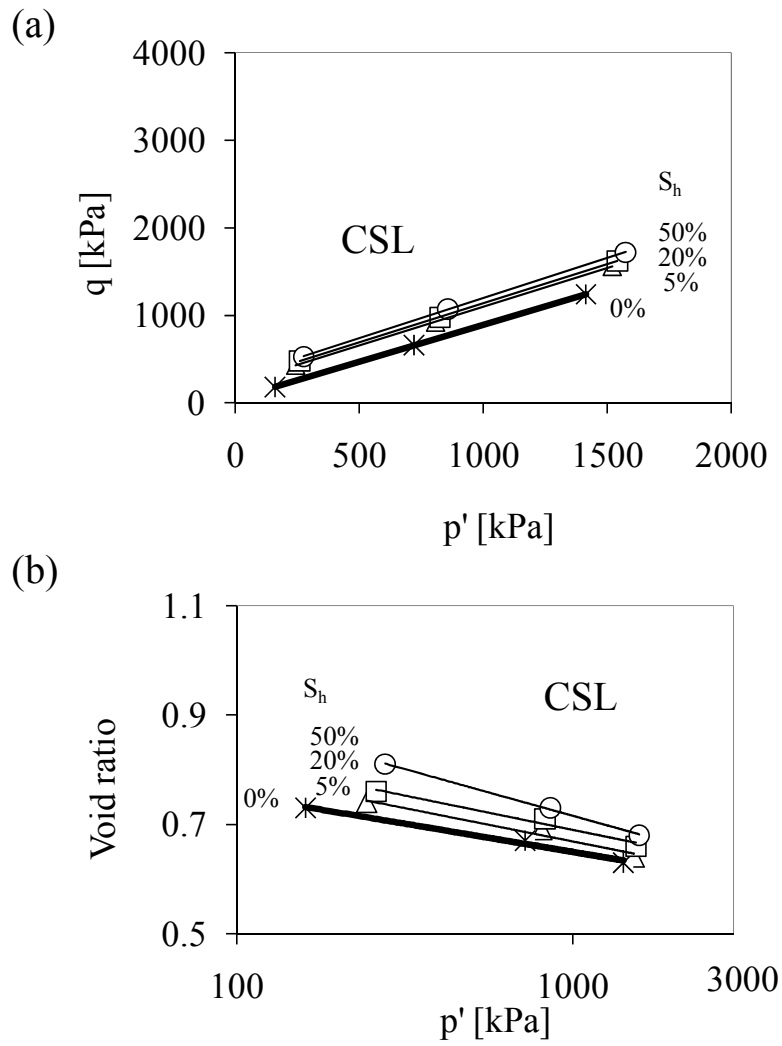 (a)
4000
3000
2000
1000
0
q [kPa]
CSL
S_h
50%
20%
5%
0%
0 500 1000 1500 2000
p' [kPa]
(b)
1.1
0.9
0.7
0.5
Void ratio
S_h
CSL
50%
20%
0% 5%
100 1000 3000
p' [kPa]